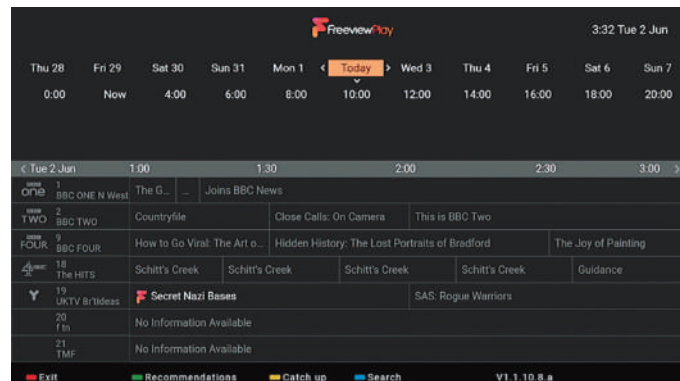 FreeviewPlay 3:32 Tue 2 Jun
Thu 28 Fri 29 Sat 30 Sun 31 Mon 1 < Today > Wed 3 Thu 4 Fri 5 Sat 6 Sun 7
0:00 Now 4:00 6:00 8:00 10:00 12:00 14:00 16:00 18:00 20:00
< Tue 2 Jun 1:00 1:30 2:00 2:30 3:00 >
BBC one 1 BBC ONE N West The G... ... Joins BBC News
BBC TWO 2 BBC TWO Countryfile Close Calls: On Camera This is BBC Two
BBC FOUR 9 BBC FOUR How to Go Viral: The Art o... Hidden History: The Lost Portraits of Bradford The Joy of Painting
18 The HITS Schitt's Creek Schitt's Creek Schitt's Creek Schitt's Creek Guidance
Y 19 UKTV Br'tIdeas Secret Nazi Bases SAS: Rogue Warriors
20 f tn No Information Available
21 TMF No Information Available
Exit Recommendations Catch up Search V1.1.10.8.a